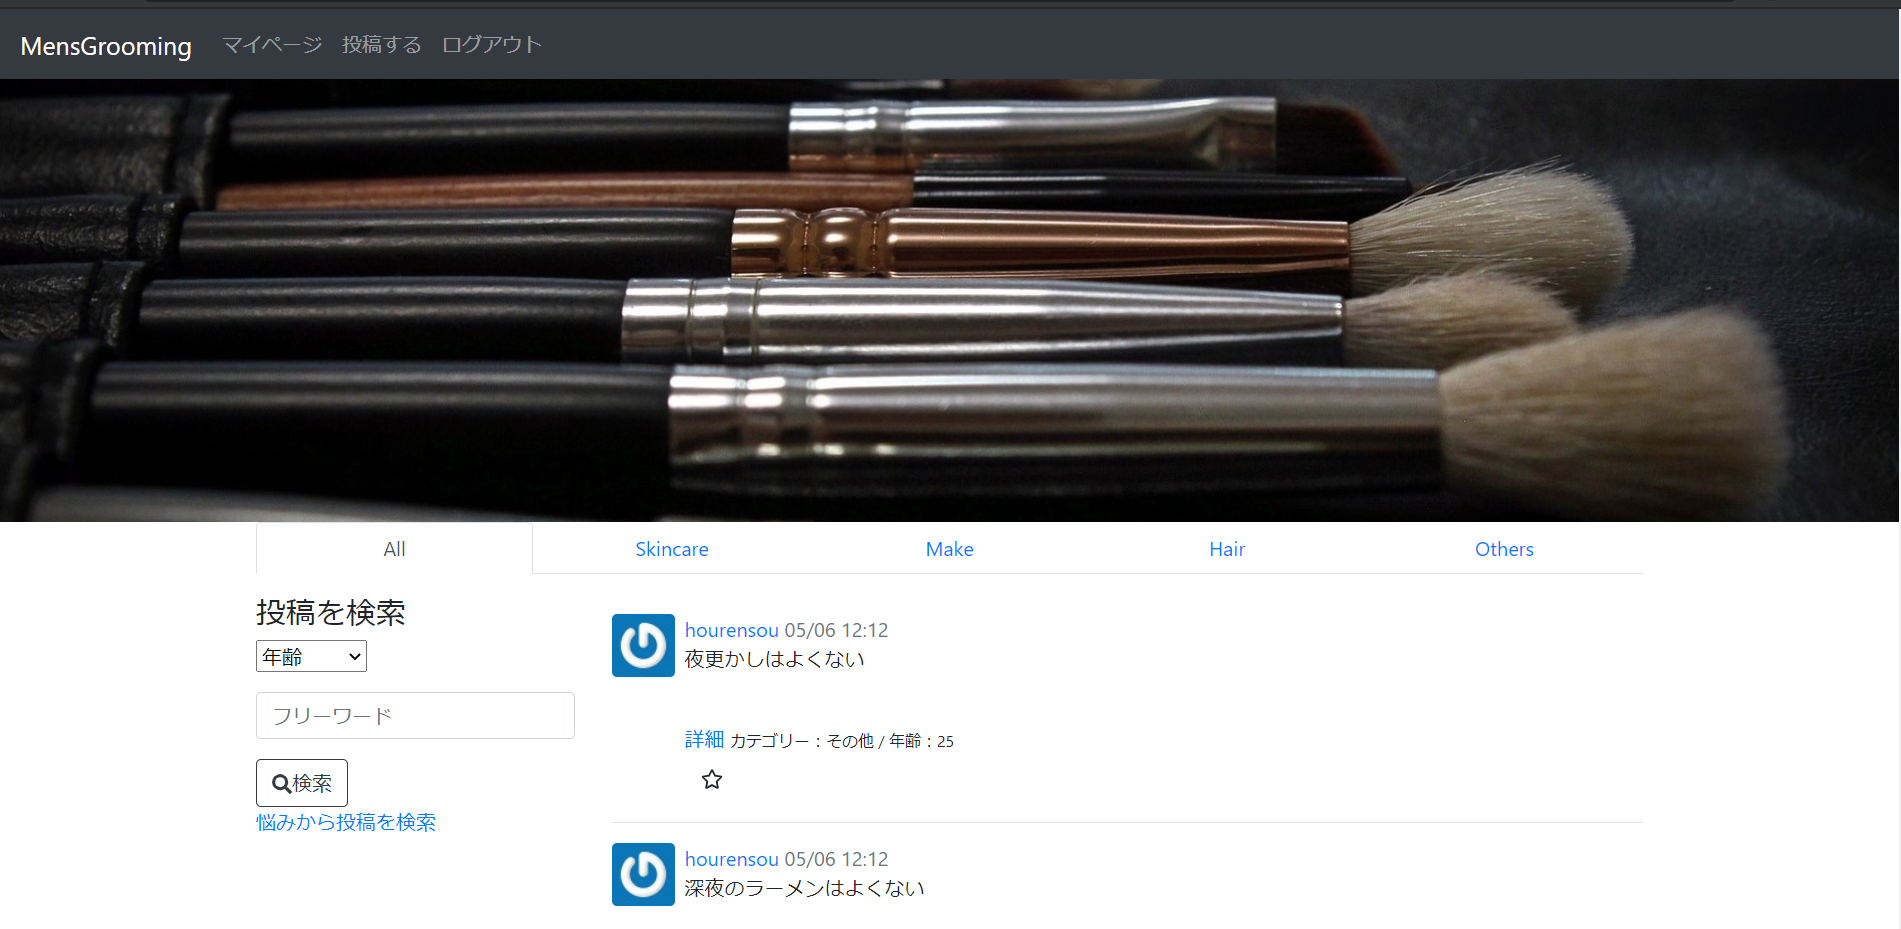 MensGrooming マイページ 投稿する ログアウト
All Skincare Make Hair Others
投稿を検索
年齢
フリーワード
検索
悩みから投稿を検索
hourensou 05/06 12:12
夜更かしはよくない
詳細 カテゴリー：その他 / 年齢：25
hourensou 05/06 12:12
深夜のラーメンはよくない